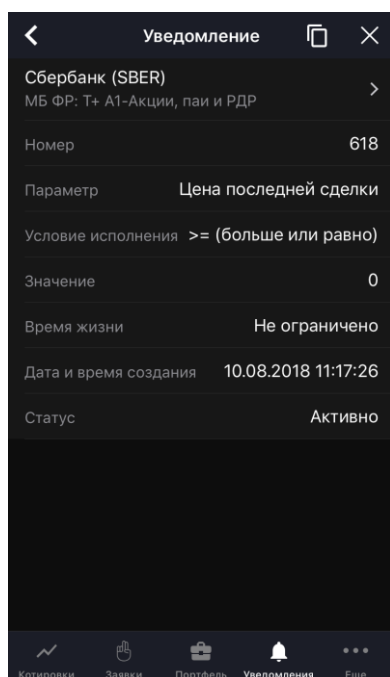 Уведомление
Сбербанк (SBER)
МБ ФР: Т+ А1-Акции, паи и РДР
Номер 618
Параметр Цена последней сделки
Условие исполнения >= (больше или равно)
Значение 0
Время жизни Не ограничено
Дата и время создания 10.08.2018 11:17:26
Статус Активно
Котировки Заявки Портфель Уведомления Еще